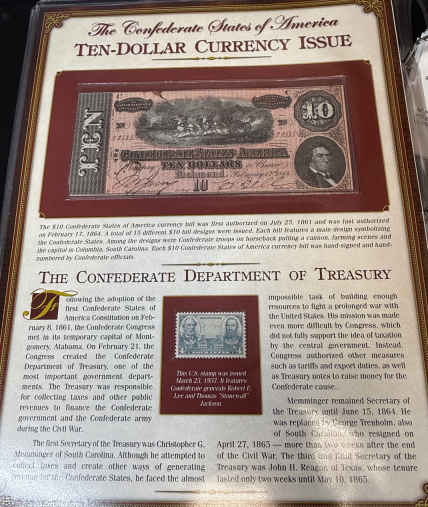 The Confederate States of America
TEN-DOLLAR CURRENCY ISSUE
TEN
10
CONFEDERATE STATES AMERICA
TEN DOLLARS
Richmond
10
The $10 Confederate States of America currency bill was first authorized on July 25, 1861 and was last authorized
on February 17, 1864. A total of 15 different $10 bill designs were issued. Each bill features a main design symbolizing
the Confederate States. Among the designs were Confederate troops on horseback pulling a cannon, farming scenes and
the capital in Columbia, South Carolina. Each $10 Confederate States of America currency bill was hand-signed and hand-
numbered by Confederate officials.
THE CONFEDERATE DEPARTMENT OF TREASURY
Following the adoption of the
first Confederate States of
America Constitution on Feb-
ruary 8, 1861, the Confederate Congress
met in its temporary capital of Mont-
gomery, Alabama. On February 21, the
Congress created the Confederate
Department of Treasury, one of the
most important government depart-
ments. The Treasury was responsible
for collecting taxes and other public
revenues to finance the Confederate
government and the Confederate army
during the Civil War.
The first Secretary of the Treasury was Christopher G.
Memminger of South Carolina. Although he attempted to
collect taxes and create other ways of generating
revenue for the Confederate States, he faced the almost
This U.S. stamp was issued
March 23, 1937. It features
Confederate generals Robert E.
Lee and Thomas "Stonewall"
Jackson.
impossible task of building enough
resources to fight a prolonged war with
the United States. His mission was made
even more difficult by Congress, which
did not fully support the idea of taxation
by the central government. Instead
Congress authorized other measures
such as tariffs and export duties, as well
as Treasury notes to raise money for the
Confederate cause.
Memminger remained Secretary of
the Treasury until June 15, 1864. He
was replaced by George Trenholm, also
of South Carolina who resigned on
April 27, 1865 — more than two weeks after the end
of the Civil War. The third and final Secretary of the
Treasury was John H. Reagan of Texas, whose tenure
lasted only two weeks until May 10, 1865.